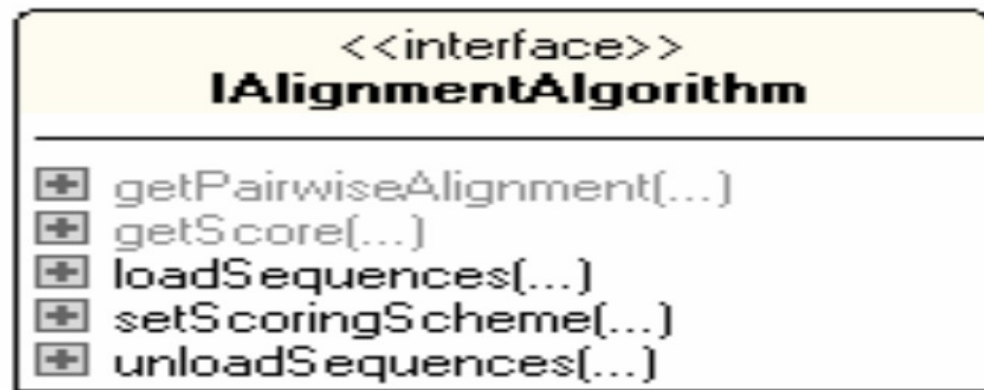 <<interface>>
IAlignmentAlgorithm
getPairwiseAlignment(...)
getScore(...)
loadSequences(...)
setScoringScheme(...)
unloadSequences(...)